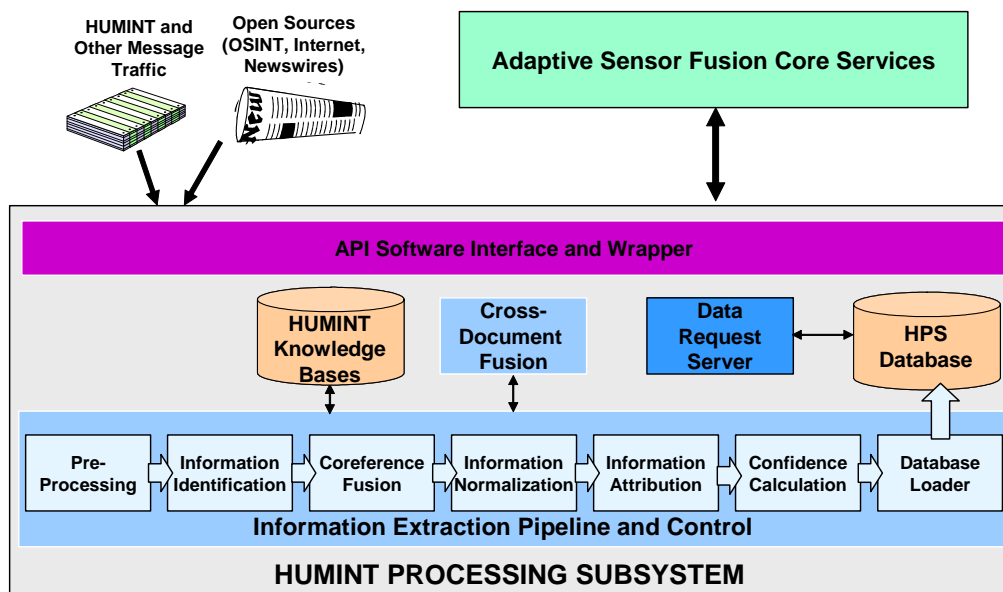 HUMINT and
Other Message
Traffic
Open Sources
(OSINT, Internet,
Newswires)
New
Adaptive Sensor Fusion Core Services
API Software Interface and Wrapper
HUMINT
Knowledge
Bases
Cross-
Document
Fusion
Data
Request
Server
HPS
Database
Pre-
Processing
Information
Identification
Coreference
Fusion
Information
Normalization
Information
Attribution
Confidence
Calculation
Database
Loader
Information Extraction Pipeline and Control
HUMINT PROCESSING SUBSYSTEM